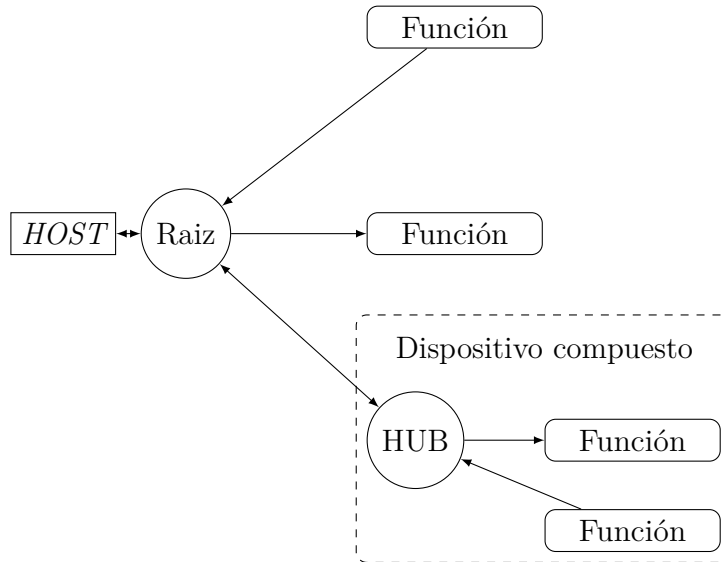 Función
HOST
Raiz
Función
Dispositivo compuesto
HUB
Función
Función